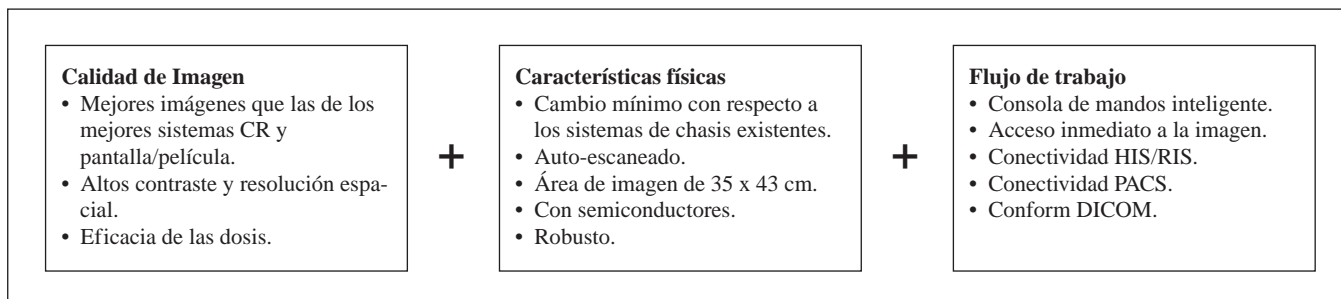 Calidad de Imagen
• Mejores imágenes que las de los
mejores sistemas CR y
pantalla/película.
• Altos contraste y resolución espa-
cial.
• Eficacia de las dosis.
+
Características físicas
• Cambio mínimo con respecto a
los sistemas de chasis existentes.
• Auto-escaneado.
• Área de imagen de 35 x 43 cm.
• Con semiconductores.
• Robusto.
+
Flujo de trabajo
• Consola de mandos inteligente.
• Acceso inmediato a la imagen.
• Conectividad HIS/RIS.
• Conectividad PACS.
• Conform DICOM.